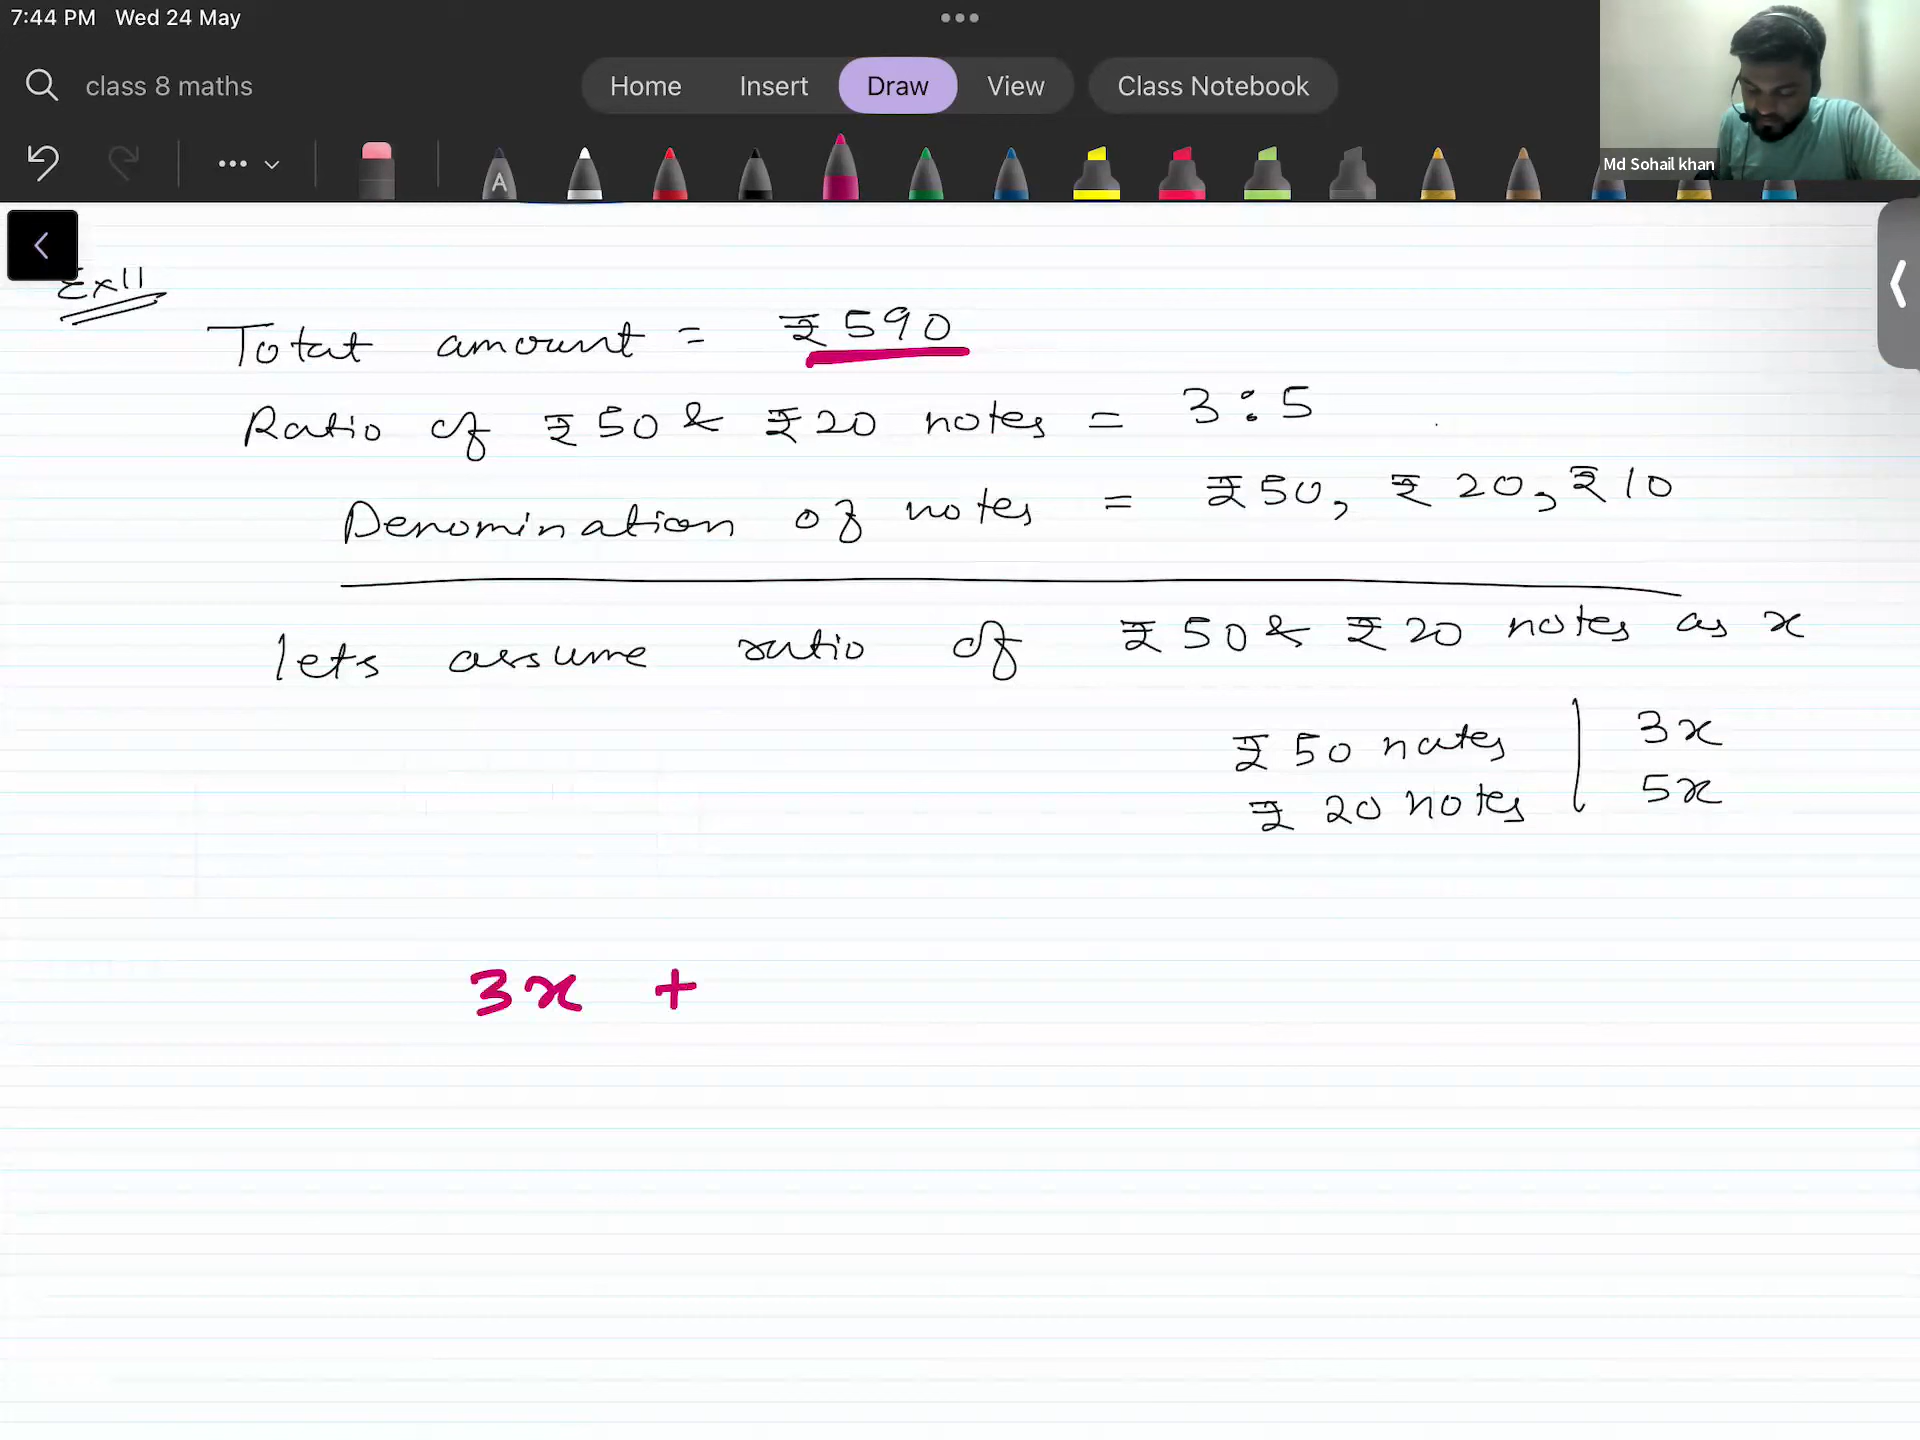 7:44 PM Wed 24 May
class 8 maths
Home Insert Draw View Class Notebook
A
Md Sohail khan
Ex11
Total amount = ₹590
Ratio of ₹50 & ₹20 notes = 3:5
Denomination of notes = ₹50, ₹20, ₹10
lets assume ratio of ₹50 & ₹20 notes as x
₹ 50 notes | 3x
₹ 20 notes | 5x
3x +